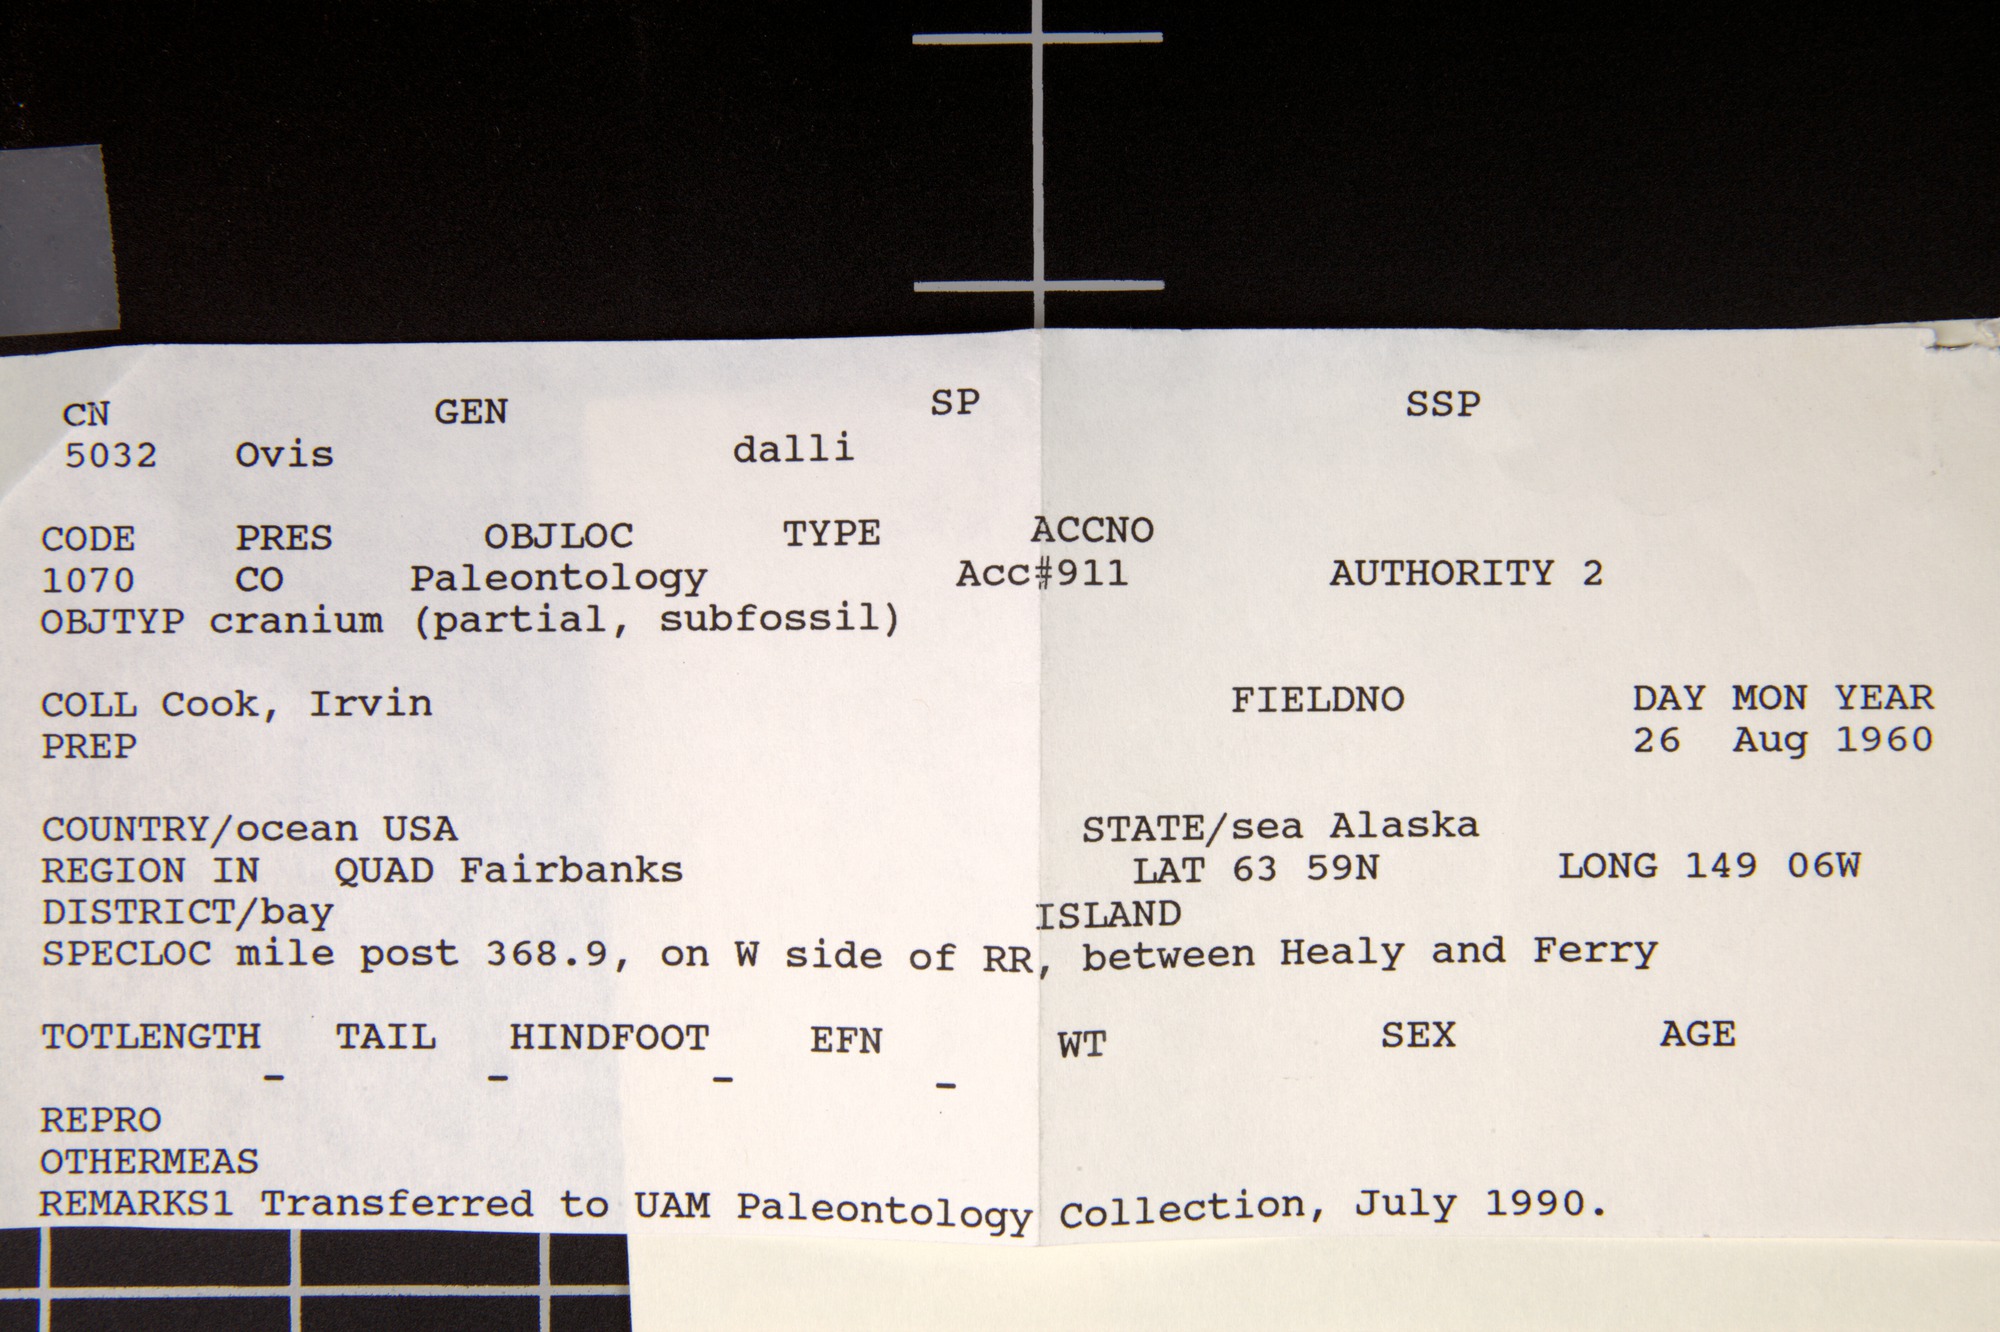 CN GEN SP SSP
5032 Ovis dalli
CODE PRES OBJLOC TYPE ACCNO
1070 CO Paleontology Acc#911 AUTHORITY 2
OBJTYP cranium (partial, subfossil)
COLL Cook, Irvin FIELDNO DAY MON YEAR
PREP 26 Aug 1960
COUNTRY/ocean USA STATE/sea Alaska
REGION IN QUAD Fairbanks LAT 63 59N LONG 149 06W
DISTRICT/bay ISLAND
SPECLOC mile post 368.9, on W side of RR, between Healy and Ferry
TOTLENGTH TAIL HINDFOOT EFN WT SEX AGE
– – – –
REPRO
OTHERMEAS
REMARKS1 Transferred to UAM Paleontology Collection, July 1990.